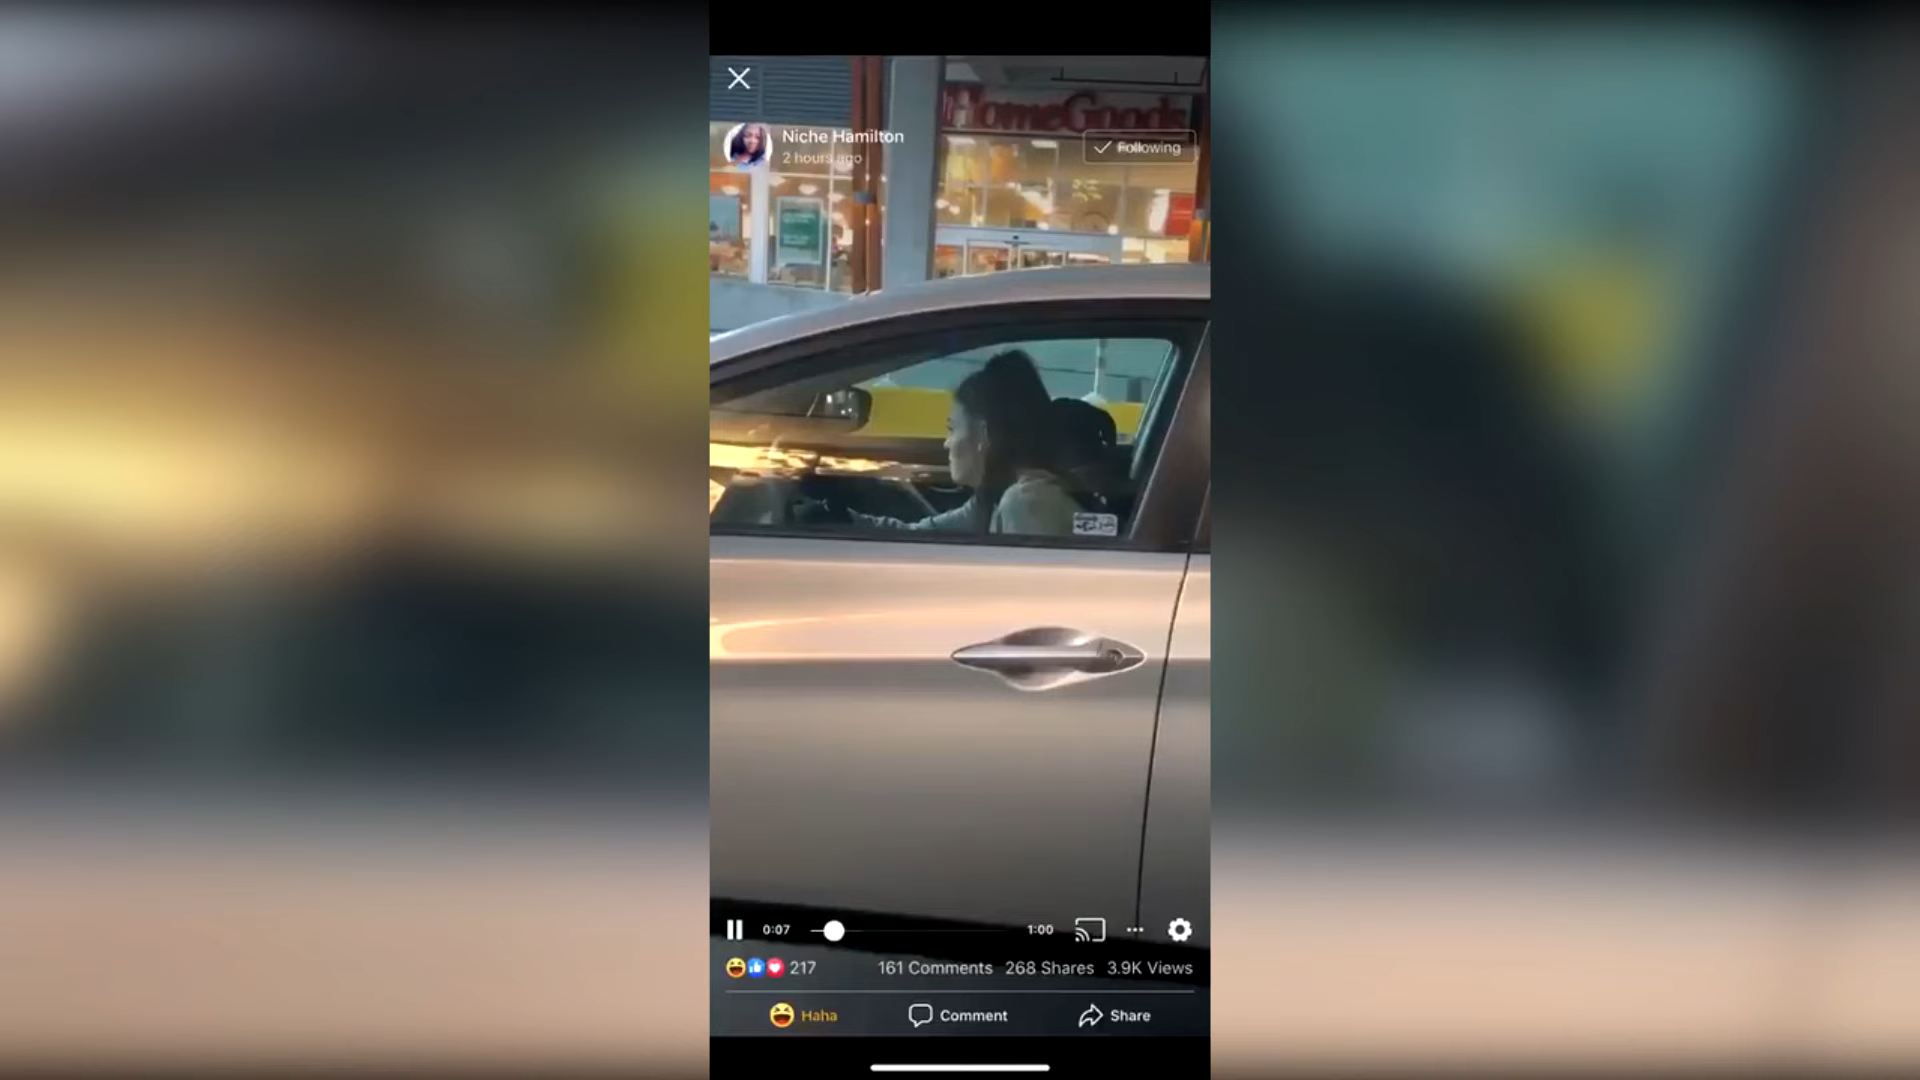 HomeGoods
Niche Hamilton
2 hours ago
Following
0:07
1:00
217
161 Comments
268 Shares
3.9K Views
Haha
Comment
Share